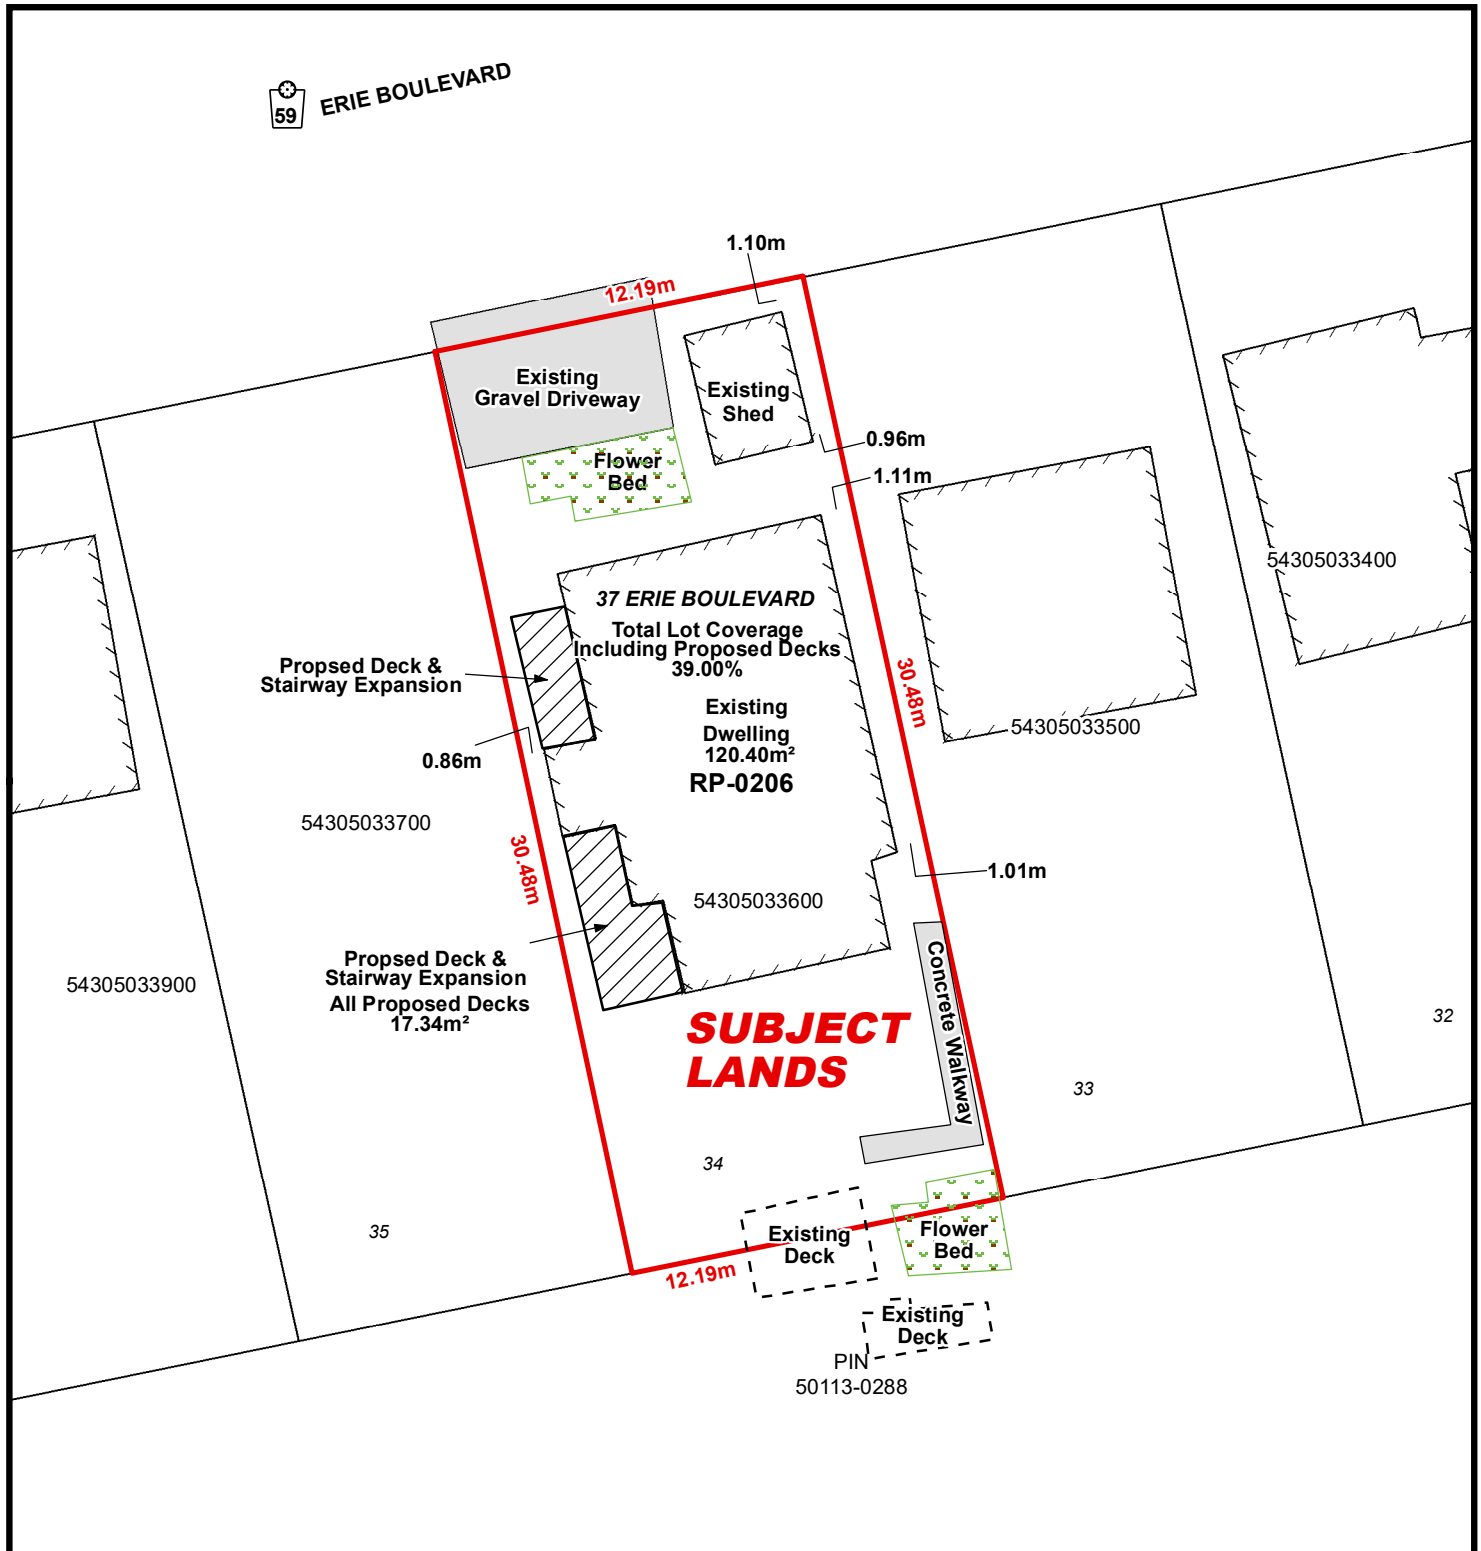 59
ERIE BOULEVARD
1.10m
12.19m
Existing
Gravel Driveway
Existing
Shed
0.96m
Flower
Bed
1.11m
54305033400
37 ERIE BOULEVARD
Total Lot Coverage
Including Proposed Decks
39.00%
Propsed Deck &
Stairway Expansion
30.48m
Existing
Dwelling
120.40m²
RP-0206
54305033500
0.86m
54305033700
30.48m
1.01m
54305033600
Propsed Deck &
Stairway Expansion
All Proposed Decks
17.34m²
54305033900
Concrete Walkway
SUBJECT
LANDS
32
33
34
35
Existing
Deck
Flower
Bed
12.19m
Existing
Deck
PIN
50113-0288